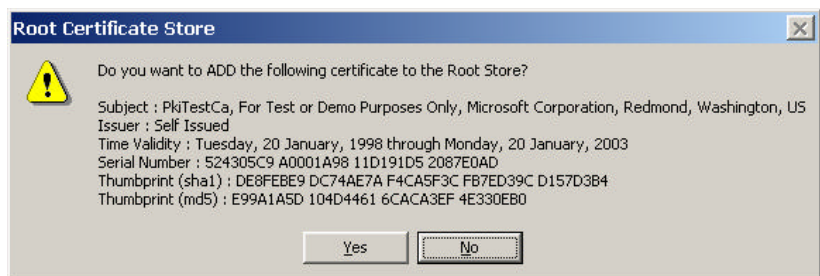 Root Certificate Store
Do you want to ADD the following certificate to the Root Store?
Subject : PkiTestCa, For Test or Demo Purposes Only, Microsoft Corporation, Redmond, Washington, US
Issuer : Self Issued
Time Validity : Tuesday, 20 January, 1998 through Monday, 20 January, 2003
Serial Number : 524305C9 A0001A98 11D191D5 2087E0AD
Thumbprint (sha1) : DE8FEBE9 DC74AE7A F4CA5F3C FB7ED39C D157D3B4
Thumbprint (md5) : E99A1A5D 104D4461 6CACA3EF 4E330EB0
Yes No